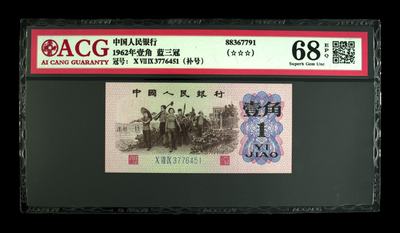 ACG
AI CANG GUARANTY
中国人民银行
1962年壹角 蓝三冠
冠号：X VII IX 3776451（补号）
88367791
(☆☆☆)
68 EPQ
Superb Gem Unc
中國人民銀行
壹角
1
YI
JIAO
X VII IX 3776451